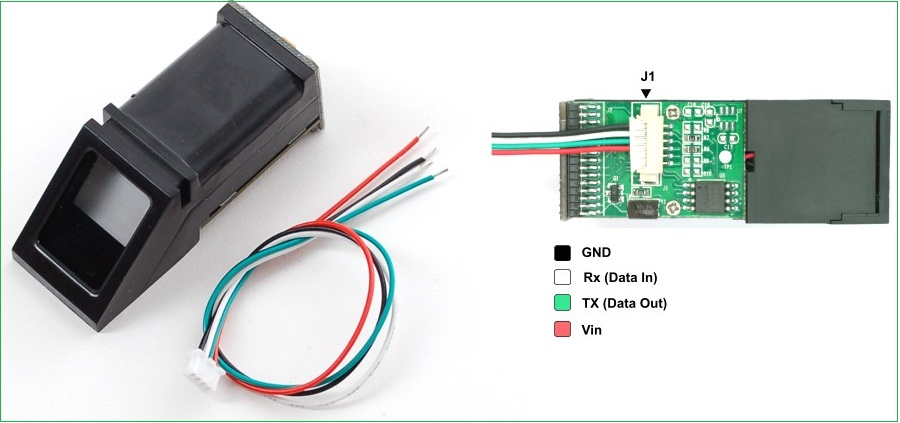 J1
GND
Rx (Data In)
TX (Data Out)
Vin